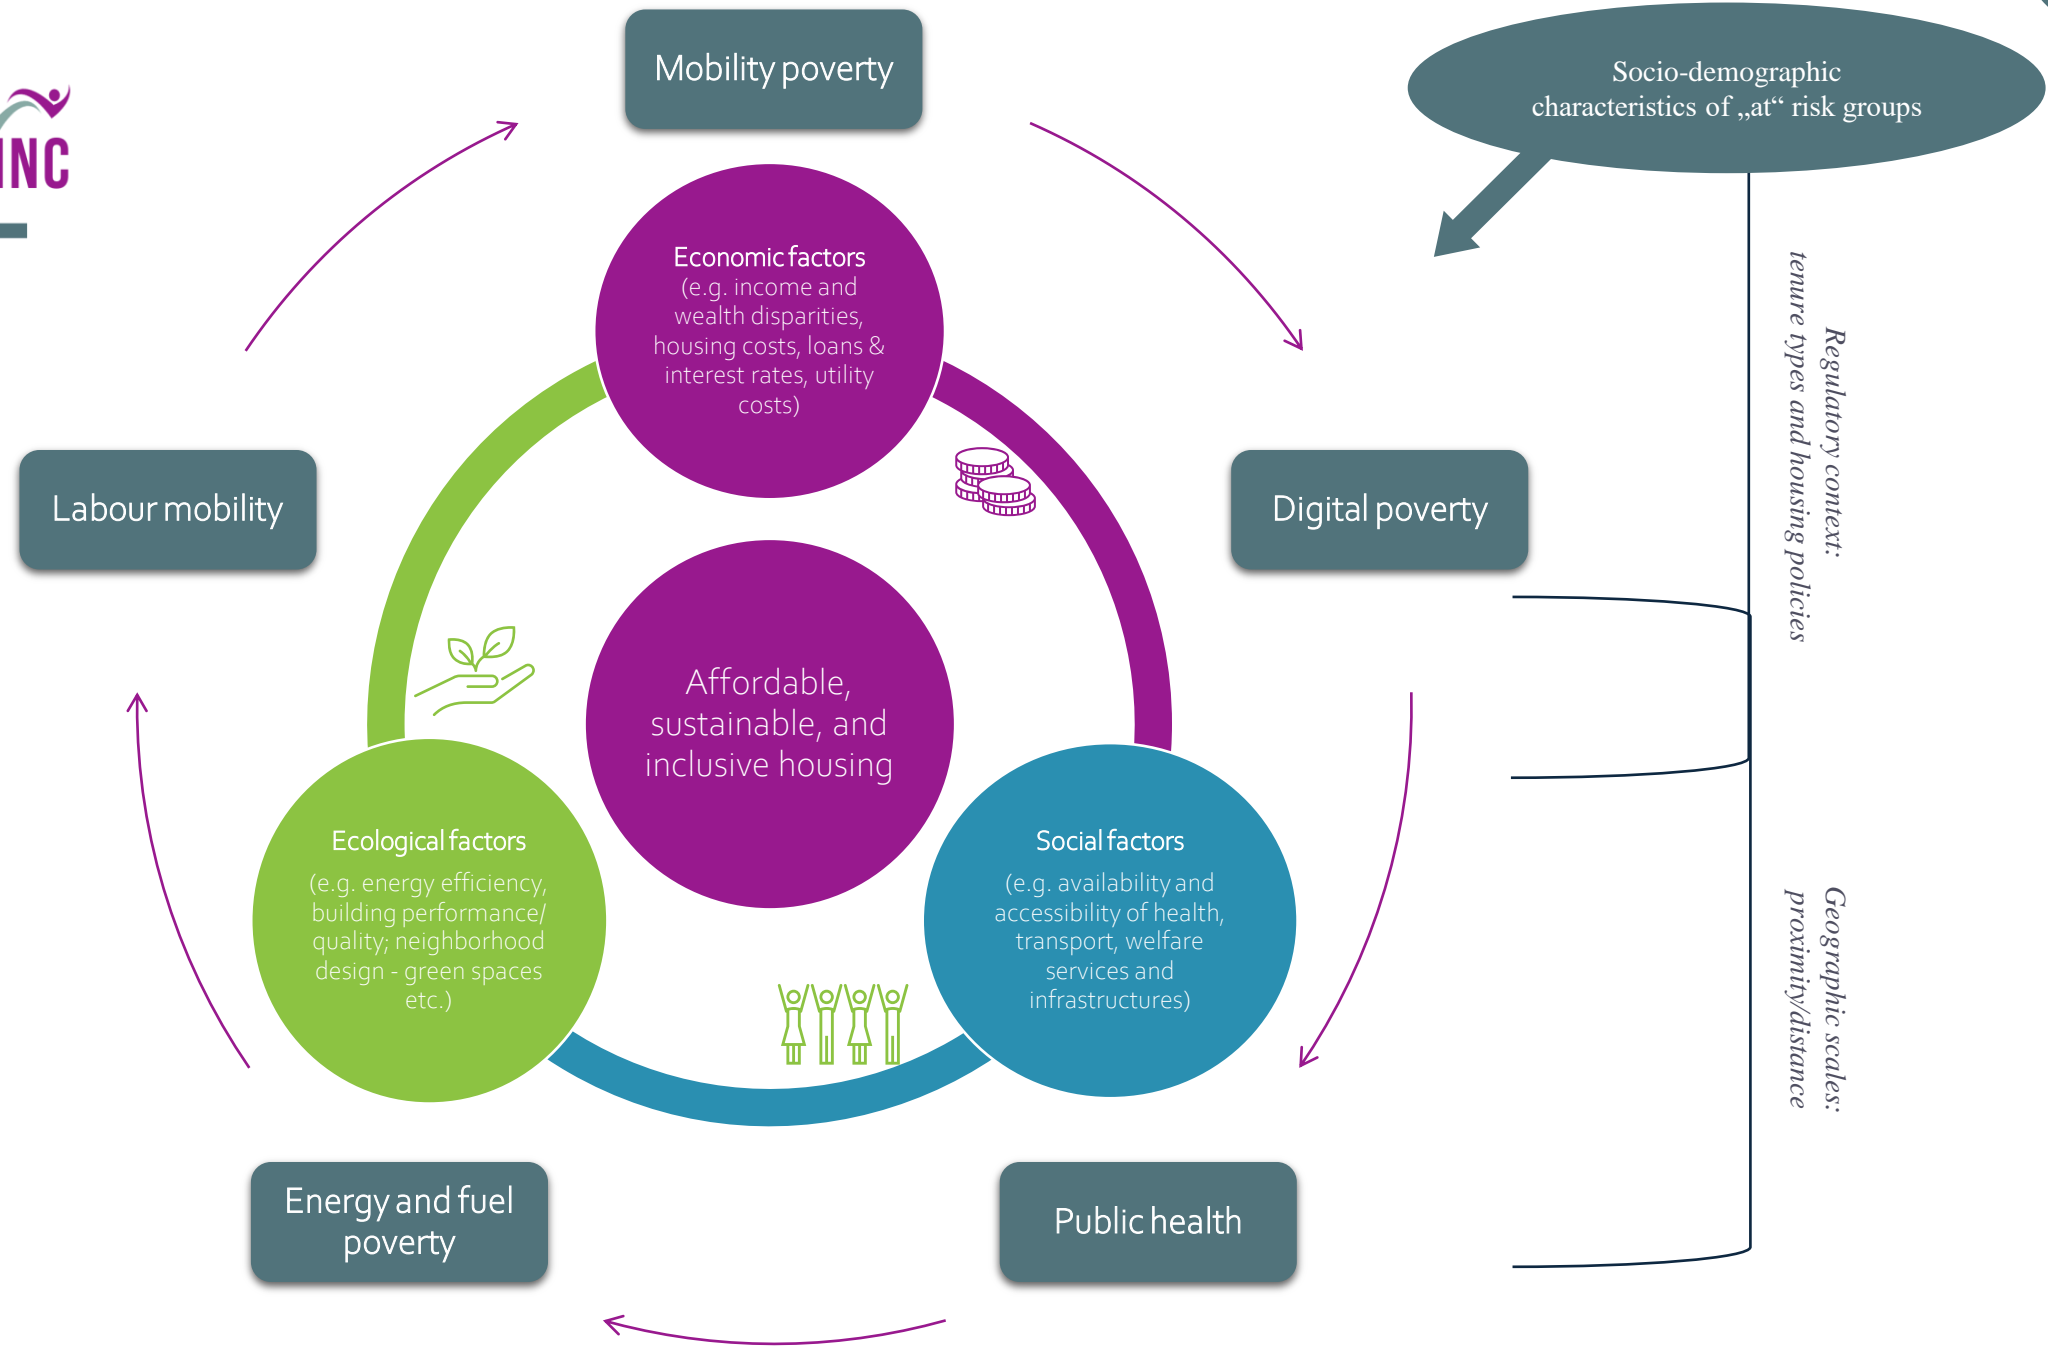 INC
Mobility poverty
Socio-demographic
characteristics of „at“ risk groups
Economic factors
(e.g. income and
wealth disparities,
housing costs, loans &
interest rates, utility
costs)
Labour mobility
Digital poverty
Regulatory context:
tenure types and housing policies
Affordable,
sustainable, and
inclusive housing
Ecological factors
(e.g. energy efficiency,
building performance/
quality; neighborhood
design - green spaces
etc.)
Social factors
(e.g. availability and
accessibility of health,
transport, welfare
services and
infrastructures)
Geographic scales:
proximity/distance
Energy and fuel
poverty
Public health